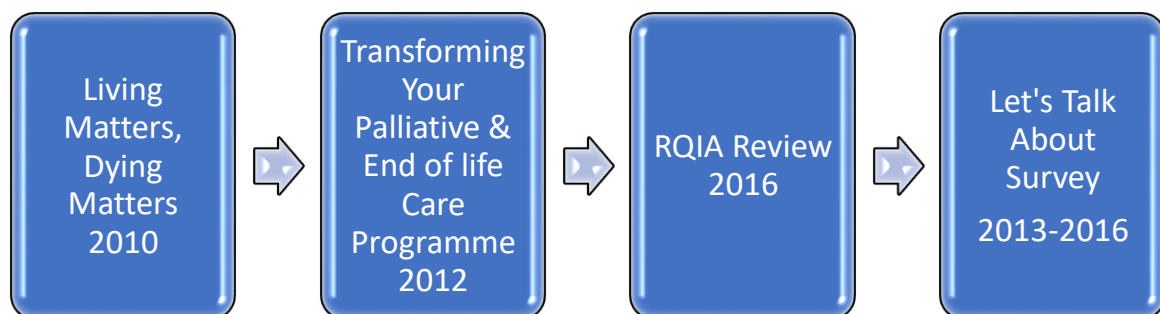 Living
Matters,
Dying
Matters
2010
Transforming
Your
Palliative &
End of life
Care
Programme
2012
RQIA Review
2016
Let's Talk
About
Survey
2013-2016